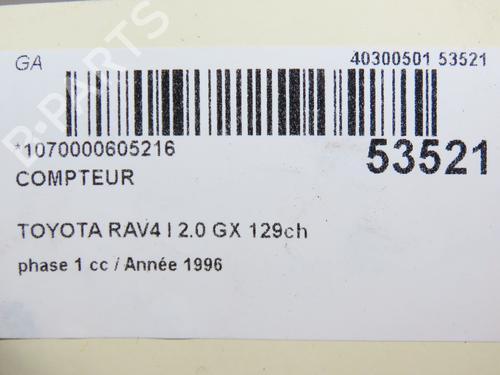 GA
40300501 53521
*1070000605216
53521
COMPTEUR
TOYOTA RAV4 I 2.0 GX 129ch
phase 1 cc / Année 1996
B-PARTS